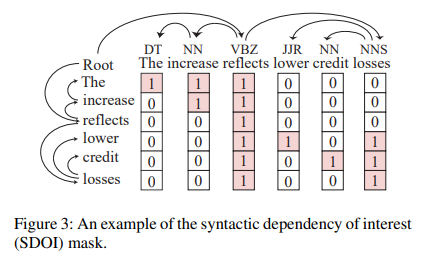 DT NN VBZ JJR NN NNS
Root The increase reflects lower credit losses
The 1 1 1 0 0 0
increase 0 1 1 0 0 0
reflects 0 0 1 0 0 0
lower 0 0 1 1 0 1
credit 0 0 1 0 1 1
losses 0 0 1 0 0 1
Figure 3: An example of the syntactic dependency of interest
(SDOI) mask.